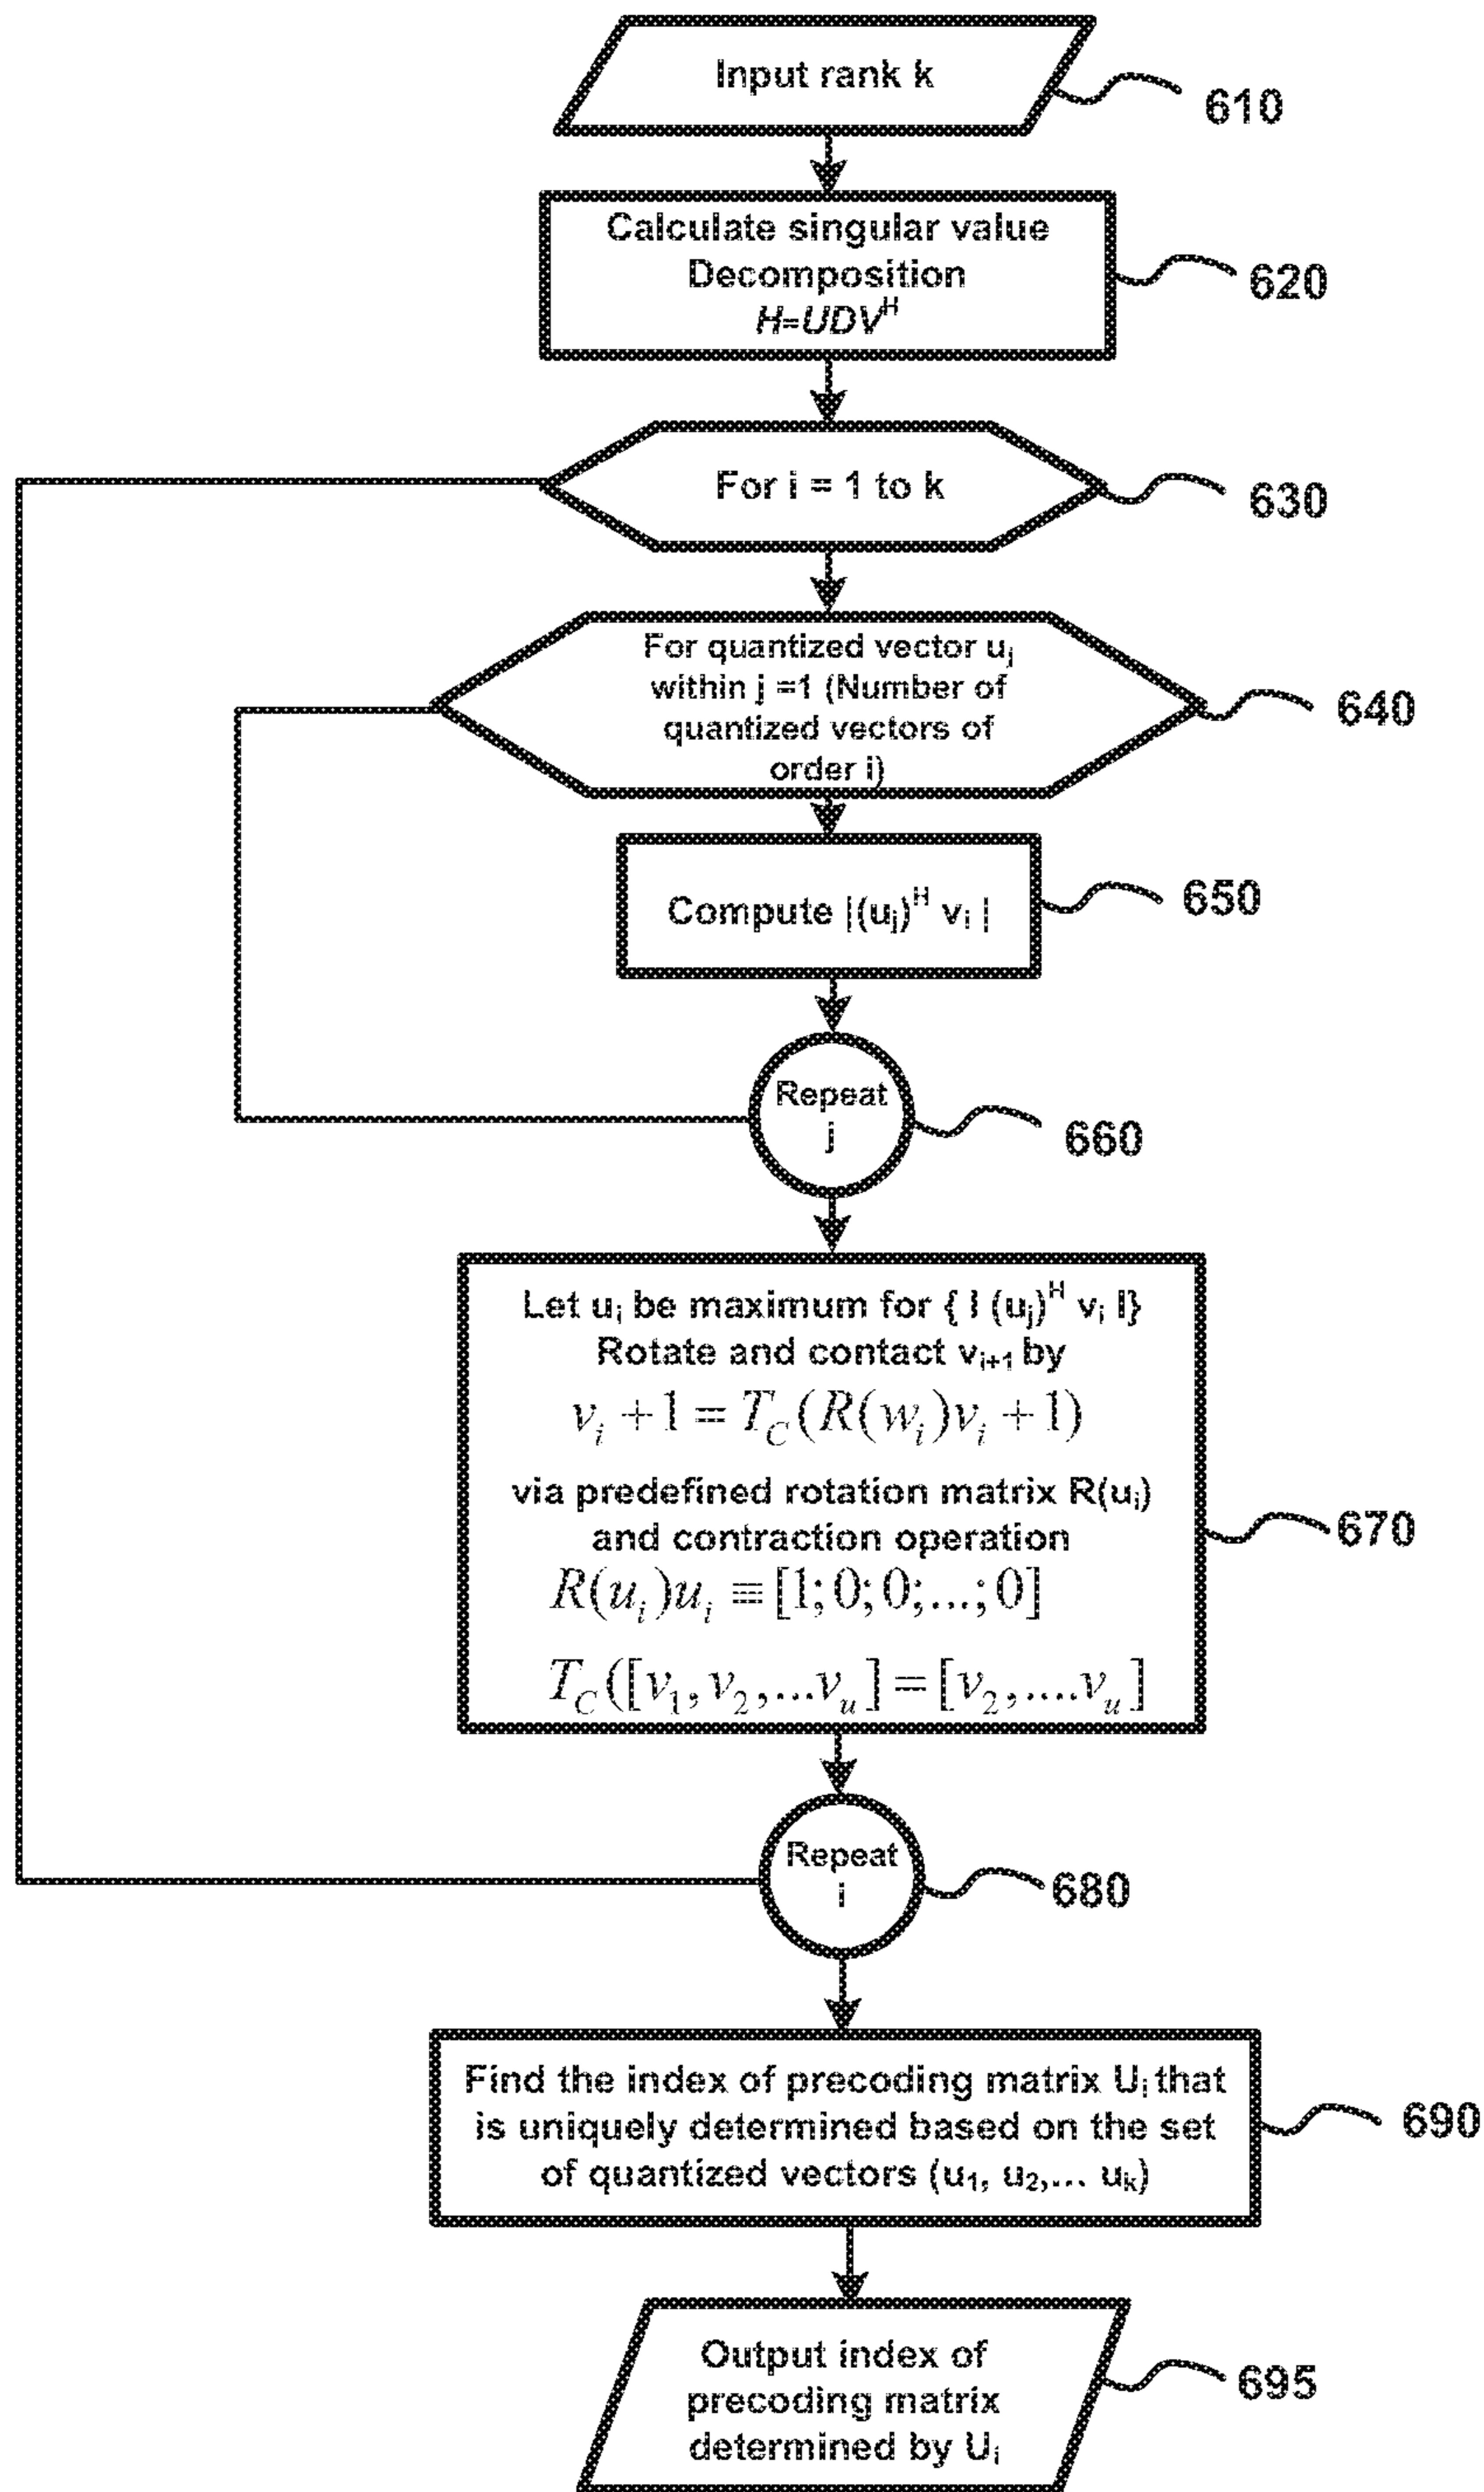 Input rank k
610
Calculate singular value
Decomposition
H=UDV^H
620
For i = 1 to k
630
For quantized vector u_j
within j =1 (Number of
quantized vectors of
order i)
640
Compute |(u_j)^H v_i |
650
Repeat
j
660
Let u_i be maximum for { I (u_j)^H v_i I}
Rotate and contact v_{i+1} by
v_i + 1 = T_C(R(w_i)v_i + 1)
via predefined rotation matrix R(u_i)
and contraction operation
R(u_i)u_i ≡ [1;0;0;...;0]
T_C([v_1, v_2,...v_u] = [v_2,....v_u]
670
Repeat
i
680
Find the index of precoding matrix U_i that
is uniquely determined based on the set
of quantized vectors (u_1, u_2,... u_k)
690
Output index of
precoding matrix
determined by U_i
695